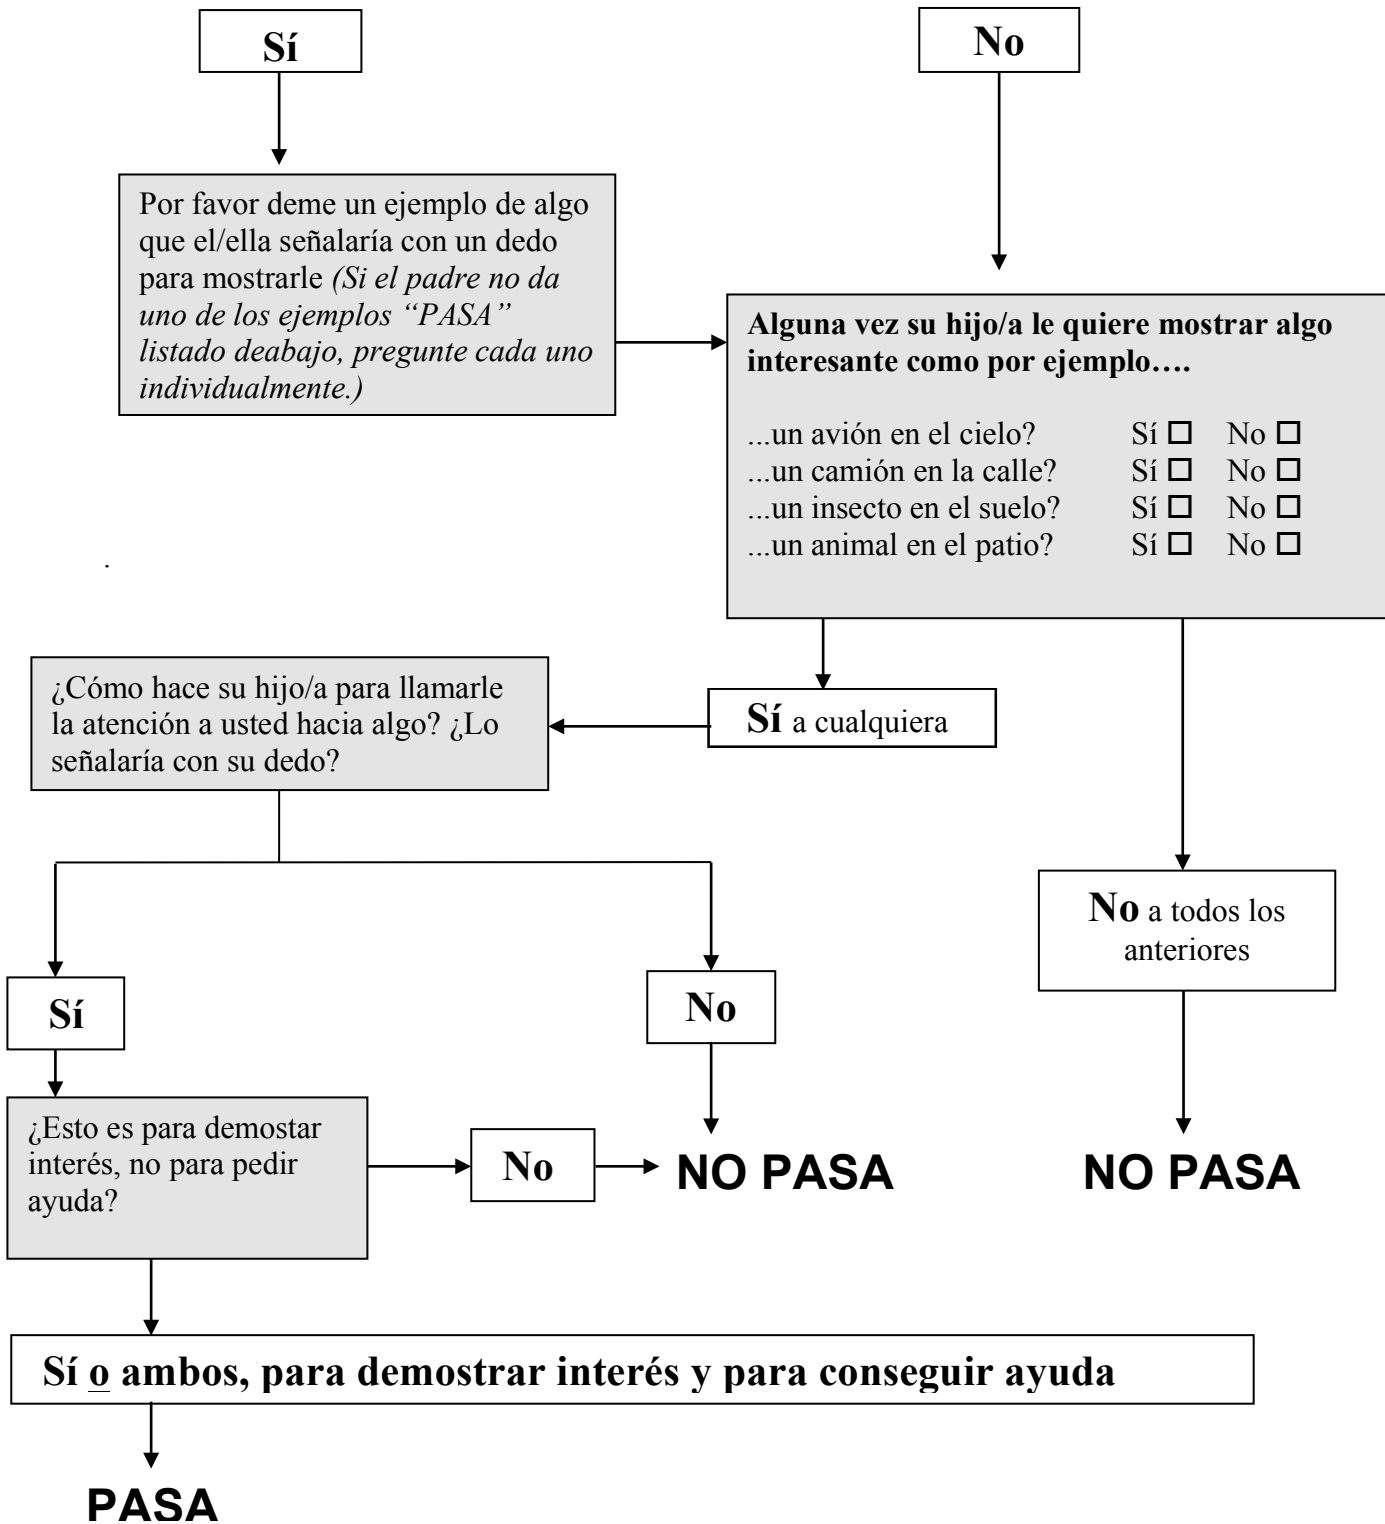 Sí
No
Por favor deme un ejemplo de algo
que el/ella señalaría con un dedo
para mostrarle (Si el padre no da
uno de los ejemplos “PASA”
listado deabajo, pregunte cada uno
individualmente.)
Alguna vez su hijo/a le quiere mostrar algo
interesante como por ejemplo….
...un avión en el cielo? Sí □ No □
...un camión en la calle? Sí □ No □
...un insecto en el suelo? Sí □ No □
...un animal en el patio? Sí □ No □
.
¿Cómo hace su hijo/a para llamarle
la atención a usted hacia algo? ¿Lo
señalaría con su dedo?
Sí a cualquiera
No a todos los
anteriores
Sí
No
¿Esto es para demostar
interés, no para pedir
ayuda?
No
NO PASA
NO PASA
Sí o ambos, para demostrar interés y para conseguir ayuda
PASA